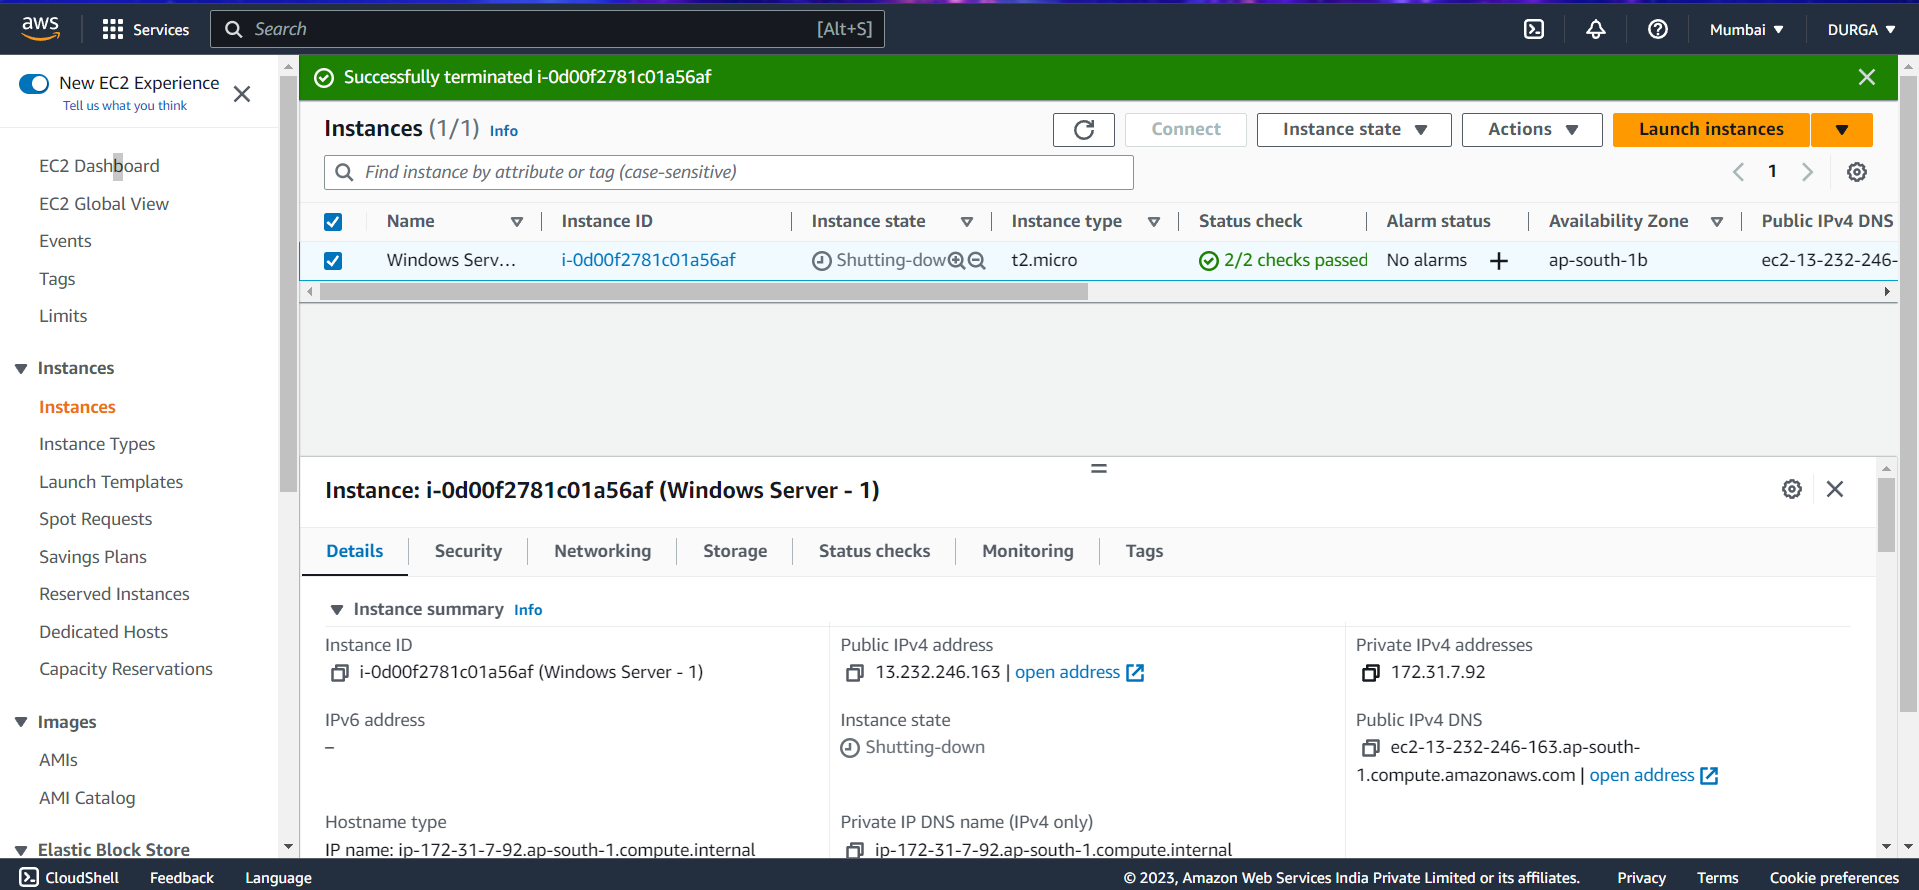 aws
Services
Search
[Alt+S]
Mumbai
DURGA
New EC2 Experience
Tell us what you think
EC2 Dashboard
EC2 Global View
Events
Tags
Limits
Instances
Instances
Instance Types
Launch Templates
Spot Requests
Savings Plans
Reserved Instances
Dedicated Hosts
Capacity Reservations
Images
AMIs
AMI Catalog
Elastic Block Store
Successfully terminated i-0d00f2781c01a56af
Instances (1/1) Info
Connect
Instance state
Actions
Launch instances
Find instance by attribute or tag (case-sensitive)
1
Name Instance ID Instance state Instance type Status check Alarm status Availability Zone Public IPv4 DNS
Windows Serv... i-0d00f2781c01a56af Shutting-dow t2.micro 2/2 checks passed No alarms ap-south-1b ec2-13-232-246-
Instance: i-0d00f2781c01a56af (Windows Server - 1)
Details Security Networking Storage Status checks Monitoring Tags
Instance summary Info
Instance ID
i-0d00f2781c01a56af (Windows Server - 1)
Public IPv4 address
13.232.246.163 | open address
Private IPv4 addresses
172.31.7.92
IPv6 address
–
Instance state
Shutting-down
Public IPv4 DNS
ec2-13-232-246-163.ap-south-
1.compute.amazonaws.com | open address
Hostname type
IP name: ip-172-31-7-92.ap-south-1.compute.internal
Private IP DNS name (IPv4 only)
ip-172-31-7-92.ap-south-1.compute.internal
CloudShell Feedback Language
© 2023, Amazon Web Services India Private Limited or its affiliates. Privacy Terms Cookie preferences